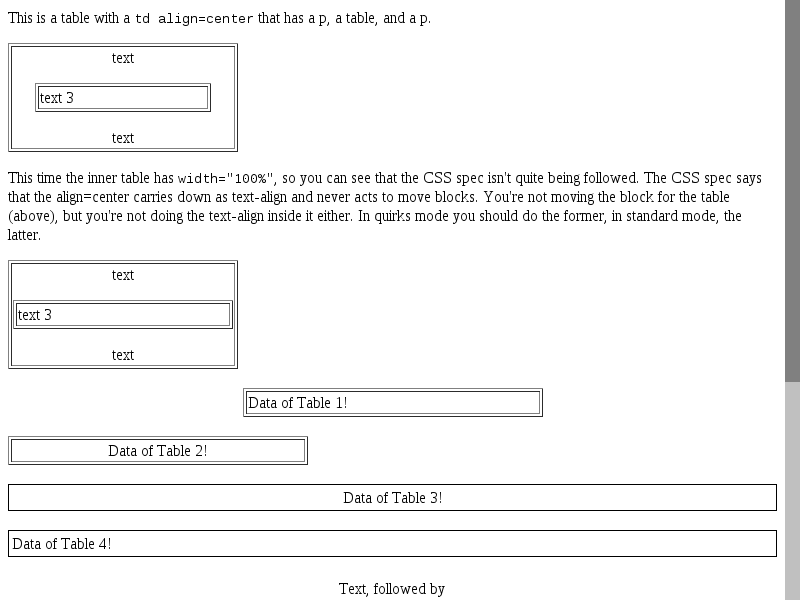 This is a table with a td align=center that has a p, a table, and a p.
text
text 3
text
This time the inner table has width="100%", so you can see that the CSS spec isn't quite being followed. The CSS spec says
that the align=center carries down as text-align and never acts to move blocks. You're not moving the block for the table
(above), but you're not doing the text-align inside it either. In quirks mode you should do the former, in standard mode, the
latter.
text
text 3
text
Data of Table 1!
Data of Table 2!
Data of Table 3!
Data of Table 4!
Text, followed by